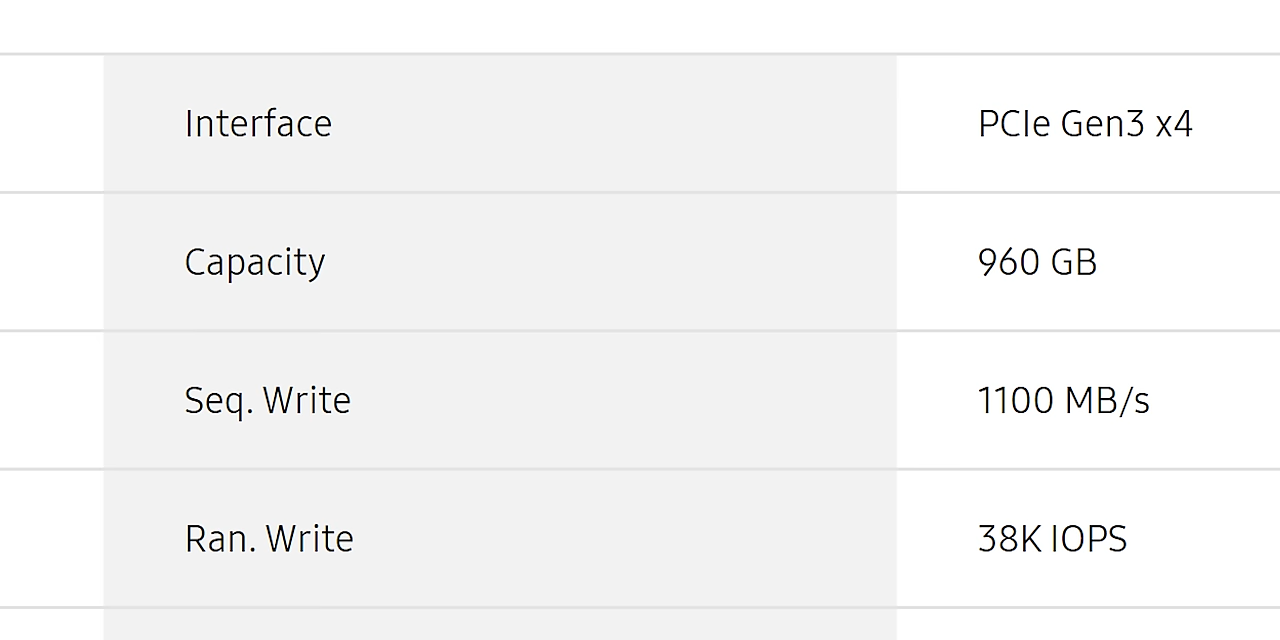 Interface PCIe Gen3 x4
Capacity 960 GB
Seq. Write 1100 MB/s
Ran. Write 38K IOPS